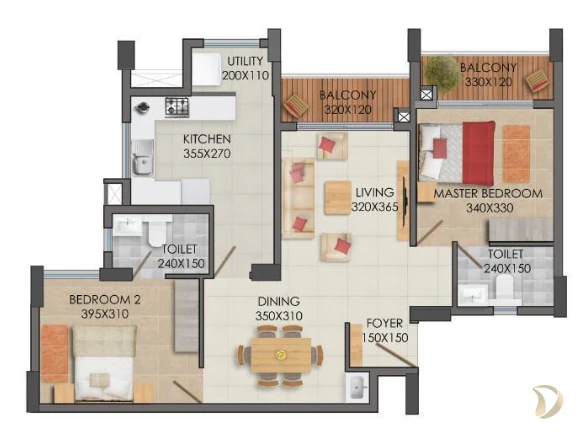 UTILITY
200X110
BALCONY
330X120
BALCONY
320X120
KITCHEN
355X270
LIVING
320X365
MASTER BEDROOM
340X330
TOILET
240X150
TOILET
240X150
BEDROOM 2
395X310
DINING
350X310
FOYER
150X150